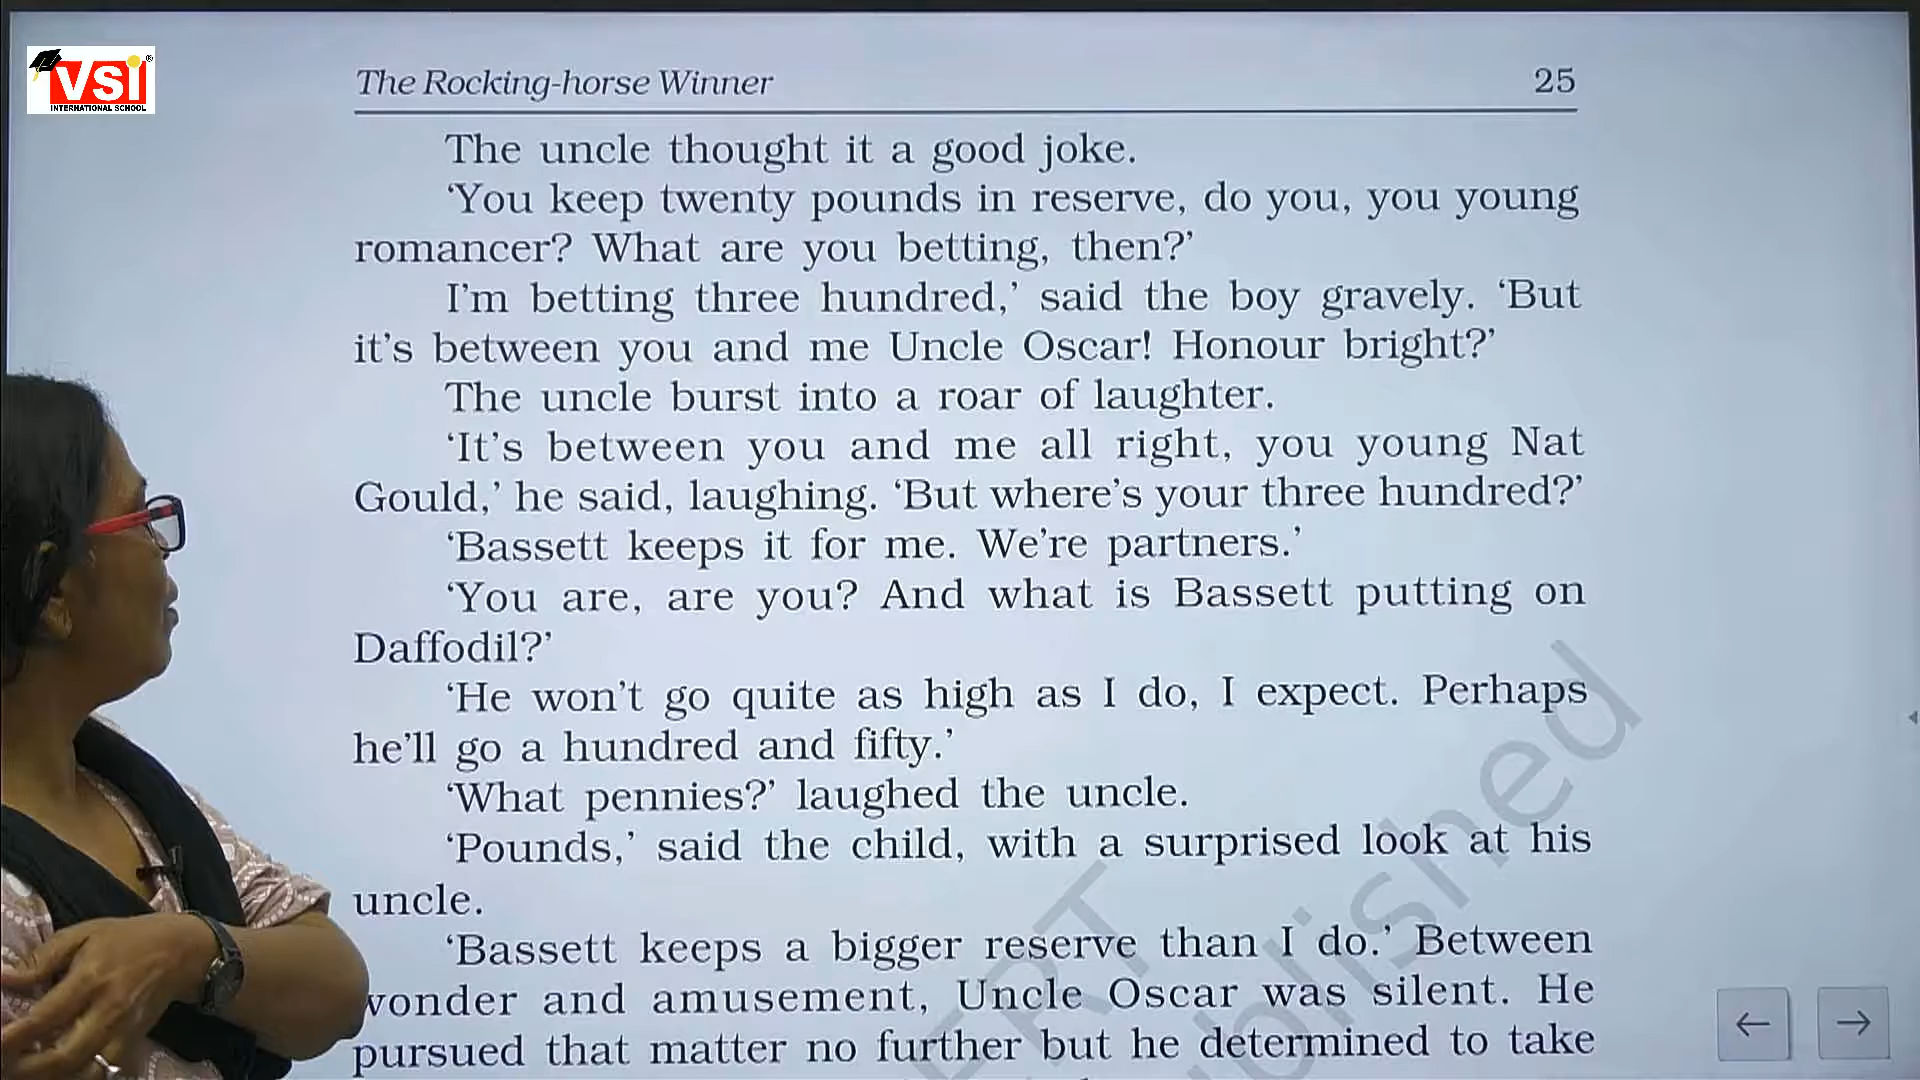 VSI
INTERNATIONAL SCHOOL
The Rocking-horse Winner 25
The uncle thought it a good joke.
‘You keep twenty pounds in reserve, do you, you young
romancer? What are you betting, then?’
I’m betting three hundred,’ said the boy gravely. ‘But
it’s between you and me Uncle Oscar! Honour bright?’
The uncle burst into a roar of laughter.
‘It’s between you and me all right, you young Nat
Gould,’ he said, laughing. ‘But where’s your three hundred?’
‘Bassett keeps it for me. We’re partners.’
‘You are, are you? And what is Bassett putting on
Daffodil?’
‘He won’t go quite as high as I do, I expect. Perhaps
he’ll go a hundred and fifty.’
‘What pennies?’ laughed the uncle.
‘Pounds,’ said the child, with a surprised look at his
uncle.
‘Bassett keeps a bigger reserve than I do.’ Between
wonder and amusement, Uncle Oscar was silent. He
pursued that matter no further but he determined to take